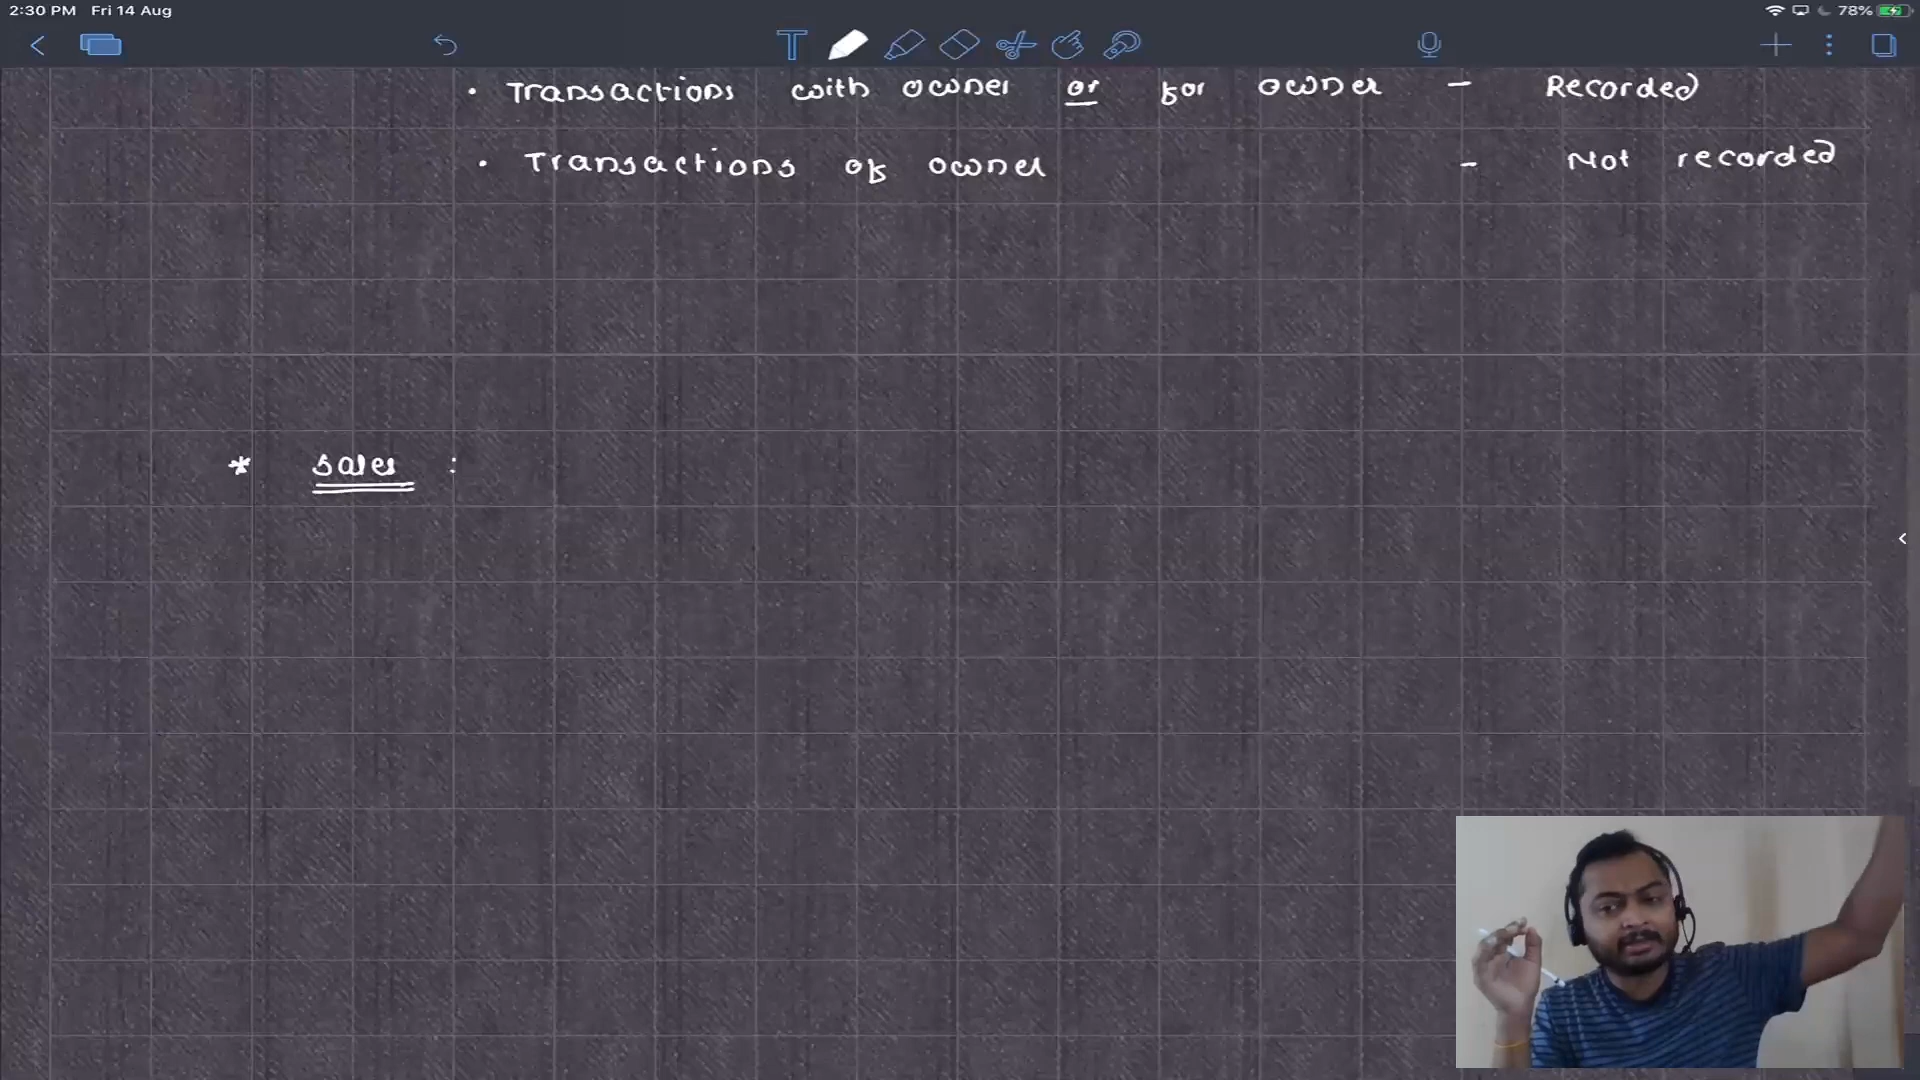 2:30 PM Fri 14 Aug 78%
T
• Transactions with owner or for owner - Recorded
• Transactions of owner - Not recorded
* Sales :